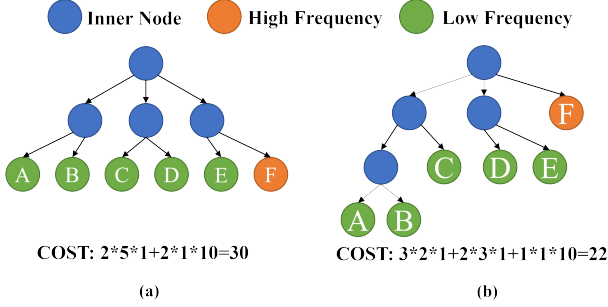 Inner Node High Frequency Low Frequency
F
A B C D E F
C D E
A B
COST: 2*5*1+2*1*10=30 COST: 3*2*1+2*3*1+1*1*10=22
(a) (b)